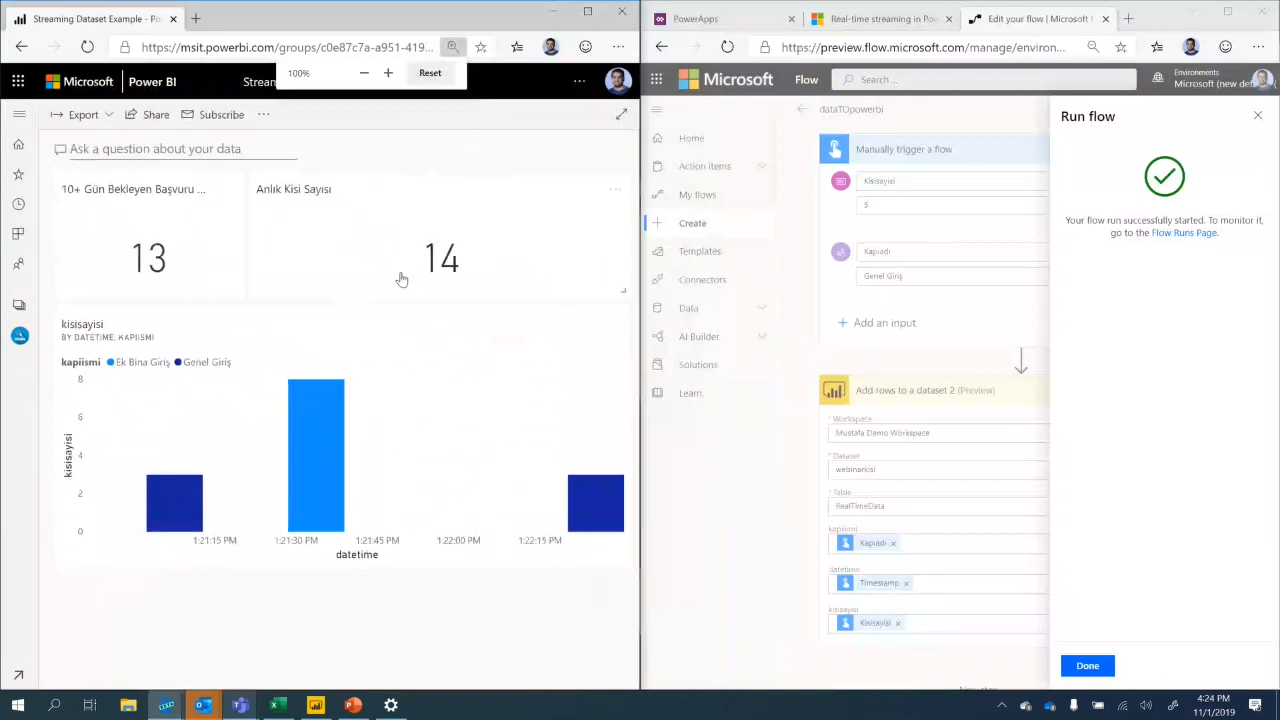 Streaming Dataset Example - Pow
https://msit.powerbi.com/groups/c0e87c7a-a951-419...
100%
Reset
Microsoft
Power BI
Stream
Export
Share
Subscribe
Ask a question about your data
10+ Gün Bekleyen Başvuru ...
Anlık Kisi Sayısı
13
14
kisisayisi
BY DATETIME, KAPIISMI
kapiismi
Ek Bina Giriş
Genel Giriş
8
6
4
2
0
kisisayisi
1:21:15 PM
1:21:30 PM
1:21:45 PM
1:22:00 PM
1:22:15 PM
datetime
PowerApps
Real-time streaming in Power
Edit your flow | Microsoft
https://preview.flow.microsoft.com/manage/environ...
Microsoft
Flow
Search ...
Environments
Microsoft (new def
dataTOpowerbi
Home
Action items
My flows
Create
Templates
Connectors
Data
AI Builder
Solutions
Learn
Manually trigger a flow
Kisisayisi
5
Kapıadı
Genel Giriş
Add an input
Add rows to a dataset 2 (Preview)
* Workspace
Mustafa Demo Workspace
* Dataset
webinarkisi
* Table
RealTimeData
kapiismi
Kapıadı
datetime
Timestamp
kisisayisi
Kisisayisi
Run flow
Your flow run successfully started. To monitor it,
go to the Flow Runs Page.
Done
4:24 PM
11/1/2019